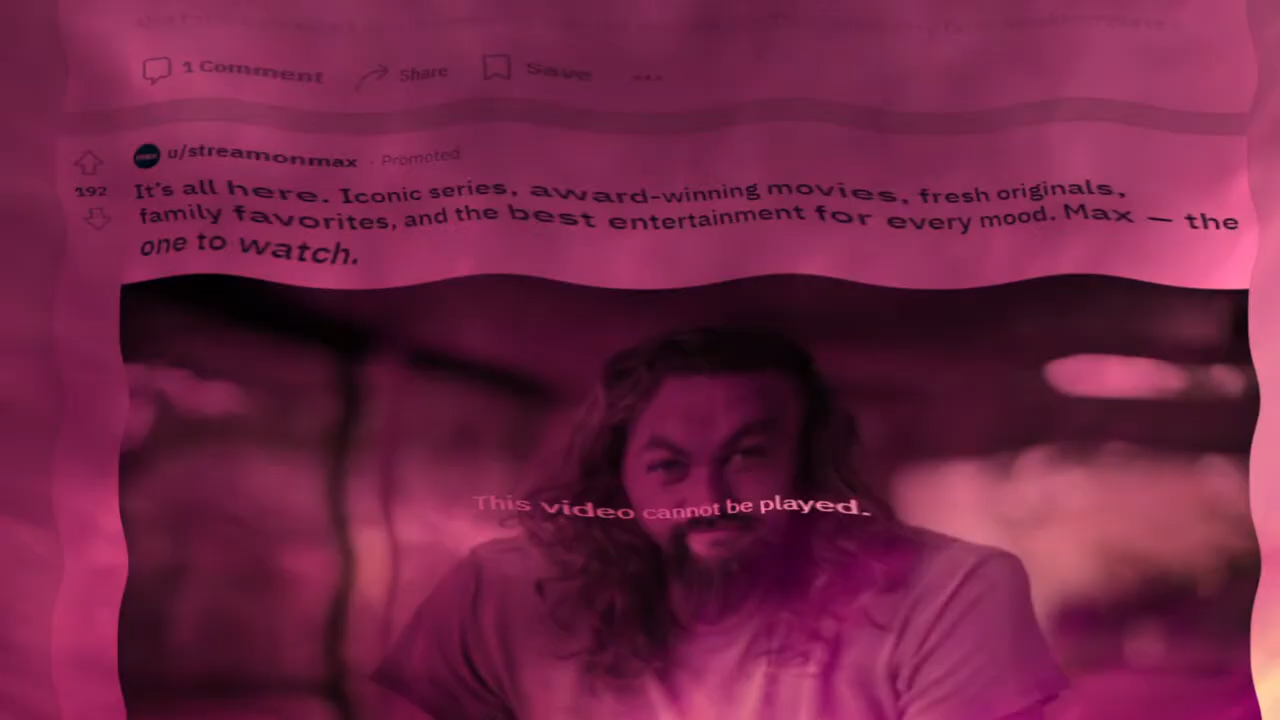 1 Comment Share Save
u/streamonmax · Promoted
192
It's all here. Iconic series, award-winning movies, fresh originals,
family favorites, and the best entertainment for every mood. Max — the
one to watch.
This video cannot be played.